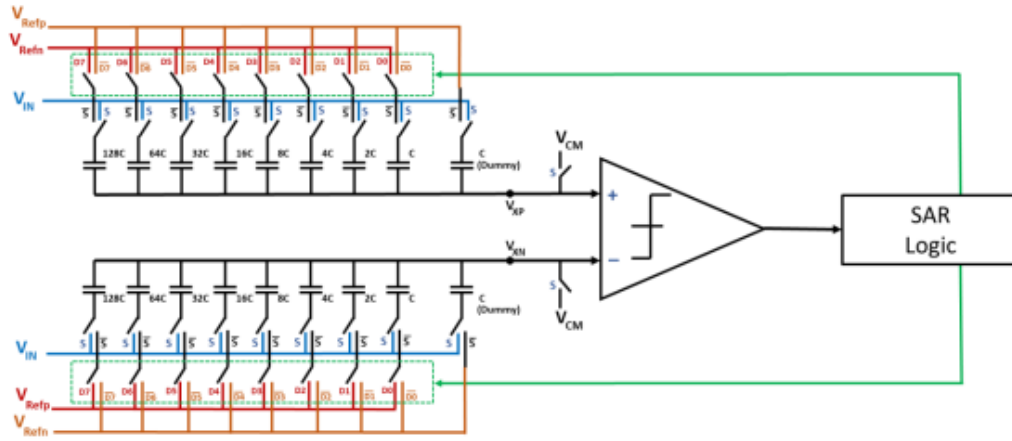 V_Refp
V_Refn
D7 D6 D5 D4 D3 D2 D1 D0
D̅7̅ D̅6̅ D̅5̅ D̅4̅ D̅3̅ D̅2̅ D̅1̅ D̅0̅
V_IN
S̅ S S̅ S S̅ S S̅ S S̅ S S̅ S S̅ S S̅ S S̅ S
128C 64C 32C 16C 8C 4C 2C C C
(Dummy)
V_CM
S
V_XP
+
SAR
Logic
V_XN
−
S
V_CM
128C 64C 32C 16C 8C 4C 2C C C
(Dummy)
S S̅ S S̅ S S̅ S S̅ S S̅ S S̅ S S̅ S S̅ S S̅
V_IN
D7 D6 D5 D4 D3 D2 D1 D0
D̅7̅ D̅6̅ D̅5̅ D̅4̅ D̅3̅ D̅2̅ D̅1̅ D̅0̅
V_Refp
V_Refn